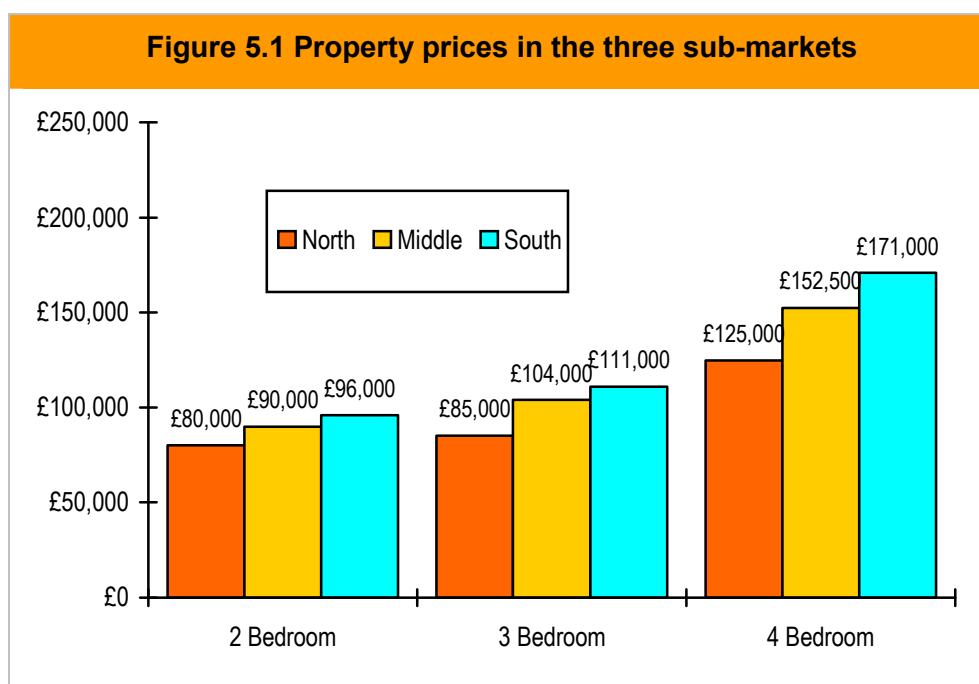 Figure 5.1 Property prices in the three sub-markets
£250,000
£200,000
£150,000
£100,000
£50,000
£0
North Middle South
£80,000 £90,000 £96,000
£85,000 £104,000 £111,000
£125,000 £152,500 £171,000
2 Bedroom 3 Bedroom 4 Bedroom